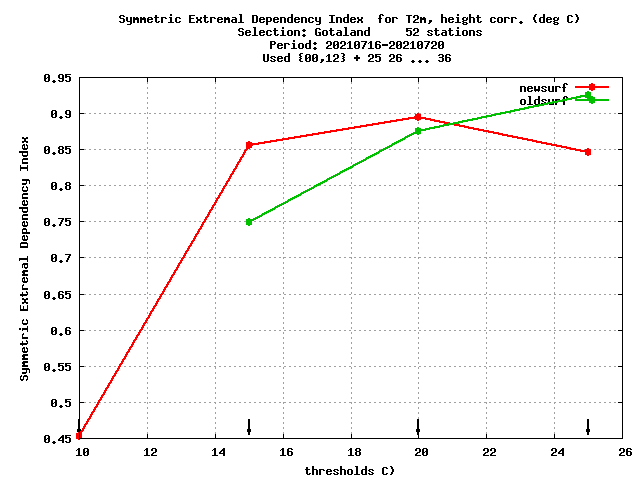 Symmetric Extremal Dependency Index  for T2m, height corr. (deg C)
Selection: Gotaland     52 stations
Period: 20210716-20210720
Used {00,12} + 25 26 ... 36
newsurf
oldsurf
Symmetric Extremal Dependency Index
0.95
0.9
0.85
0.8
0.75
0.7
0.65
0.6
0.55
0.5
0.45
10 12 14 16 18 20 22 24 26
thresholds C)